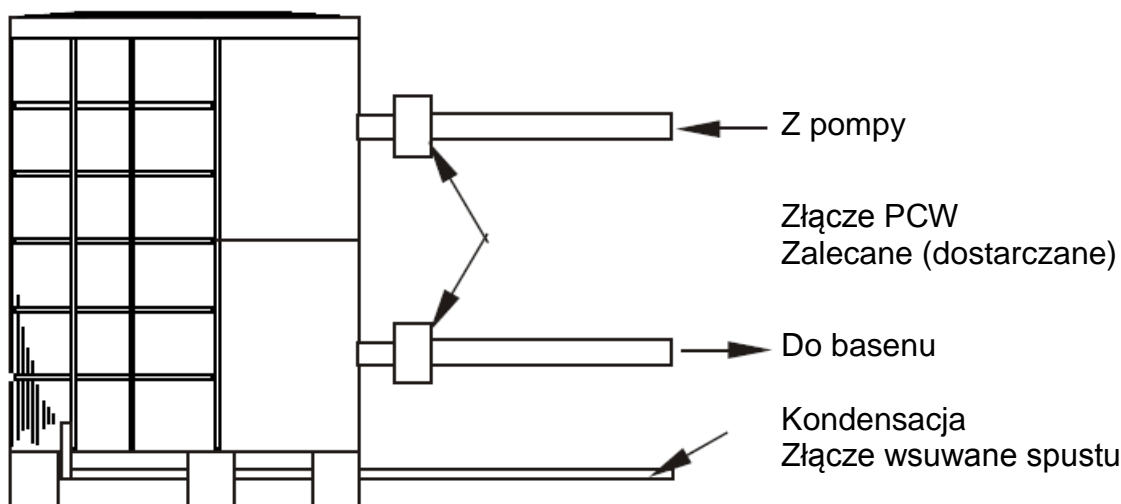 Z pompy
Złącze PCW
Zalecane (dostarczane)
Do basenu
Kondensacja
Złącze wsuwane spustu